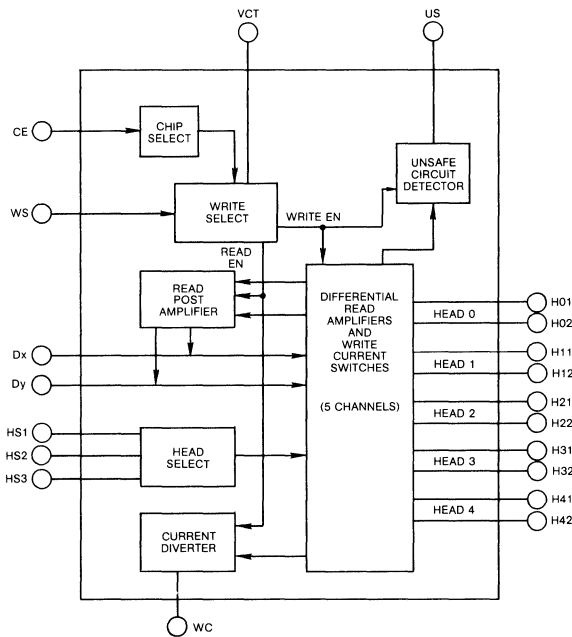 VCT
US
CE
CHIP
SELECT
UNSAFE
CIRCUIT
DETECTOR
WS
WRITE
SELECT
WRITE EN
READ
EN
READ
POST
AMPLIFIER
DIFFERENTIAL
READ
AMPLIFIERS
AND
WRITE
CURRENT
SWITCHES
(5 CHANNELS)
HEAD 0
H01
H02
HEAD 1
H11
H12
HEAD 2
H21
H22
HEAD 3
H31
H32
HEAD 4
H41
H42
Dx
Dy
HS1
HS2
HS3
HEAD
SELECT
CURRENT
DIVERTER
WC